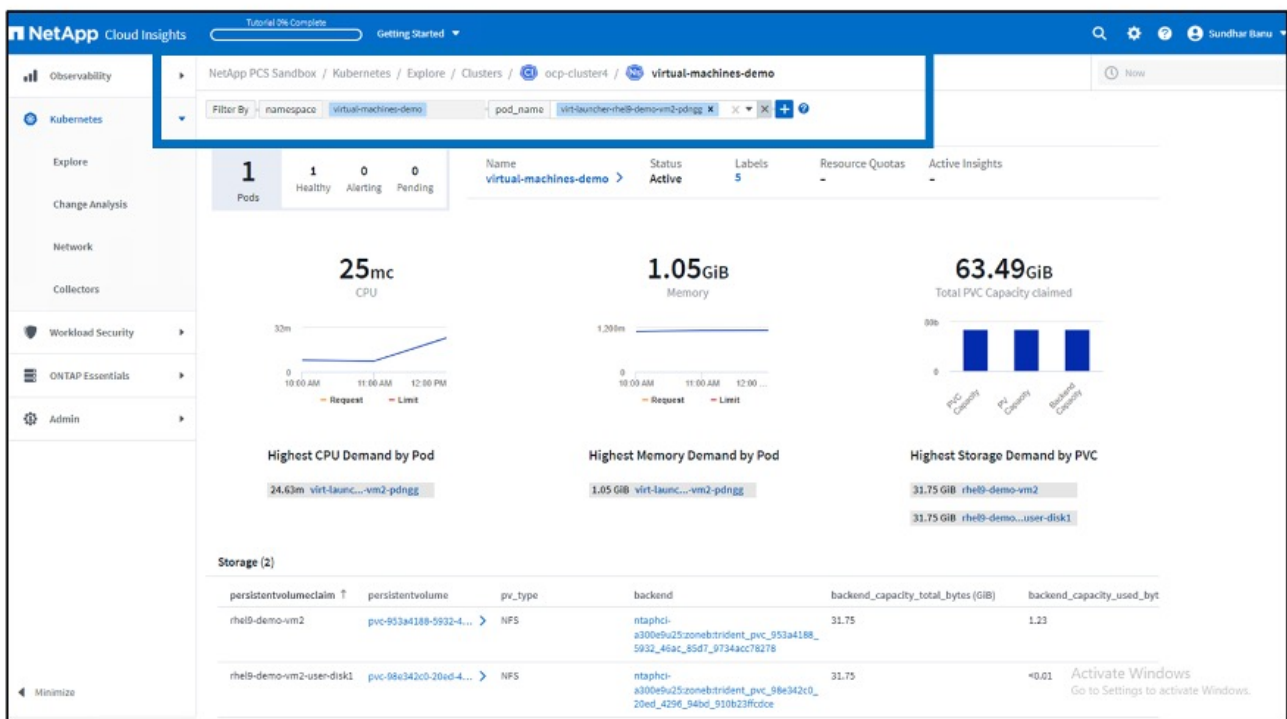 NetApp Cloud Insights
Tutorial 0% Complete
Getting Started
Sundhar Banu
Observability
Kubernetes
Explore
Change Analysis
Network
Collectors
Workload Security
ONTAP Essentials
Admin
Minimize
NetApp PCS Sandbox / Kubernetes / Explore / Clusters / CI ocp-cluster4 / NS virtual-machines-demo
Now
Filter By namespace virtual-machines-demo pod_name virt-launcher-rhel9-demo-vm2-pdngg
1
Pods
1 0 0
Healthy Alerting Pending
Name Status Labels Resource Quotas Active Insights
virtual-machines-demo Active 5 - -
25mc
CPU
32m
0
10:00 AM 11:00 AM 12:00 PM
Request Limit
1.05GiB
Memory
1,200m
0
10:00 AM 11:00 AM 12:00 ...
Request Limit
63.49GiB
Total PVC Capacity claimed
80b
0
PVC Capacity
PV Capacity
Backend Capacity
Highest CPU Demand by Pod
24.63m virt-launc...-vm2-pdngg
Highest Memory Demand by Pod
1.05 GiB virt-launc...-vm2-pdngg
Highest Storage Demand by PVC
31.75 GiB rhel9-demo-vm2
31.75 GiB rhel9-demo...user-disk1
Storage (2)
persistentvolumeclaim ↑ persistentvolume pv_type backend backend_capacity_total_bytes (GiB) backend_capacity_used_byt
rhel9-demo-vm2 pvc-953a4188-5932-4... NFS ntaphci- 31.75 1.23
a300e9u25:zoneb:trident_pvc_953a4188_
5932_46ac_85d7_9734acc78278
rhel9-demo-vm2-user-disk1 pvc-98e342c0-20ed-4... NFS ntaphci- 31.75 <0.01
a300e9u25:zoneb:trident_pvc_98e342c0_
20ed_4296_94bd_910b23ffcdce
Activate Windows
Go to Settings to activate Windows.